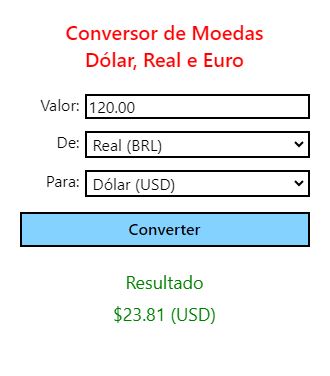 Conversor de Moedas
Dólar, Real e Euro
Valor: 120.00
De: Real (BRL)
Para: Dólar (USD)
Converter
Resultado
$23.81 (USD)